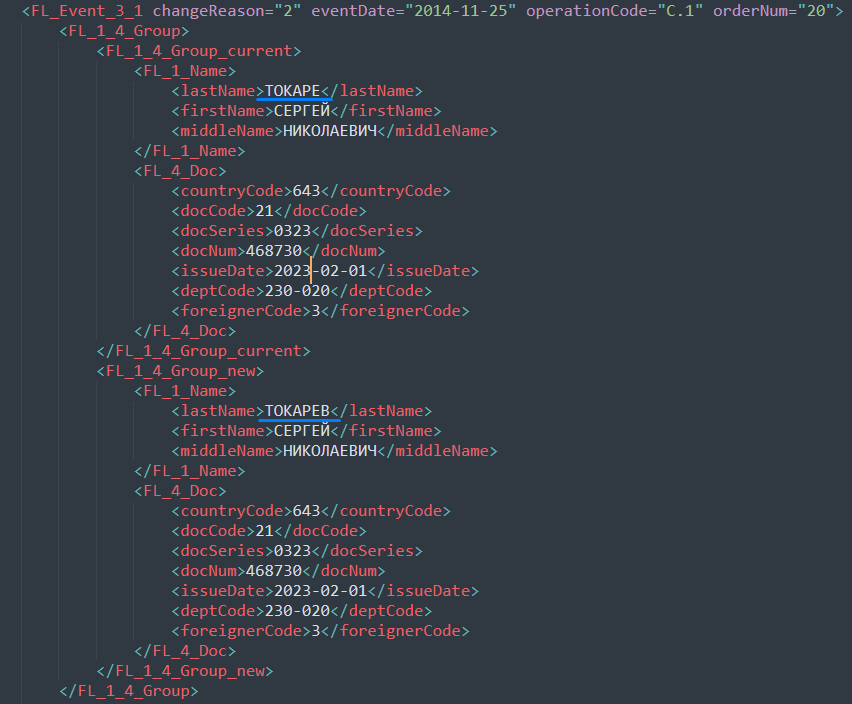 <FL_Event_3_1 changeReason="2" eventDate="2014-11-25" operationCode="C.1" orderNum="20">
<FL_1_4_Group>
<FL_1_4_Group_current>
<FL_1_Name>
<lastName>ТОКАРЕ</lastName>
<firstName>СЕРГЕЙ</firstName>
<middleName>НИКОЛАЕВИЧ</middleName>
</FL_1_Name>
<FL_4_Doc>
<countryCode>643</countryCode>
<docCode>21</docCode>
<docSeries>0323</docSeries>
<docNum>468730</docNum>
<issueDate>2023-02-01</issueDate>
<deptCode>230-020</deptCode>
<foreignerCode>3</foreignerCode>
</FL_4_Doc>
</FL_1_4_Group_current>
<FL_1_4_Group_new>
<FL_1_Name>
<lastName>ТОКАРЕВ</lastName>
<firstName>СЕРГЕЙ</firstName>
<middleName>НИКОЛАЕВИЧ</middleName>
</FL_1_Name>
<FL_4_Doc>
<countryCode>643</countryCode>
<docCode>21</docCode>
<docSeries>0323</docSeries>
<docNum>468730</docNum>
<issueDate>2023-02-01</issueDate>
<deptCode>230-020</deptCode>
<foreignerCode>3</foreignerCode>
</FL_4_Doc>
</FL_1_4_Group_new>
</FL_1_4_Group>